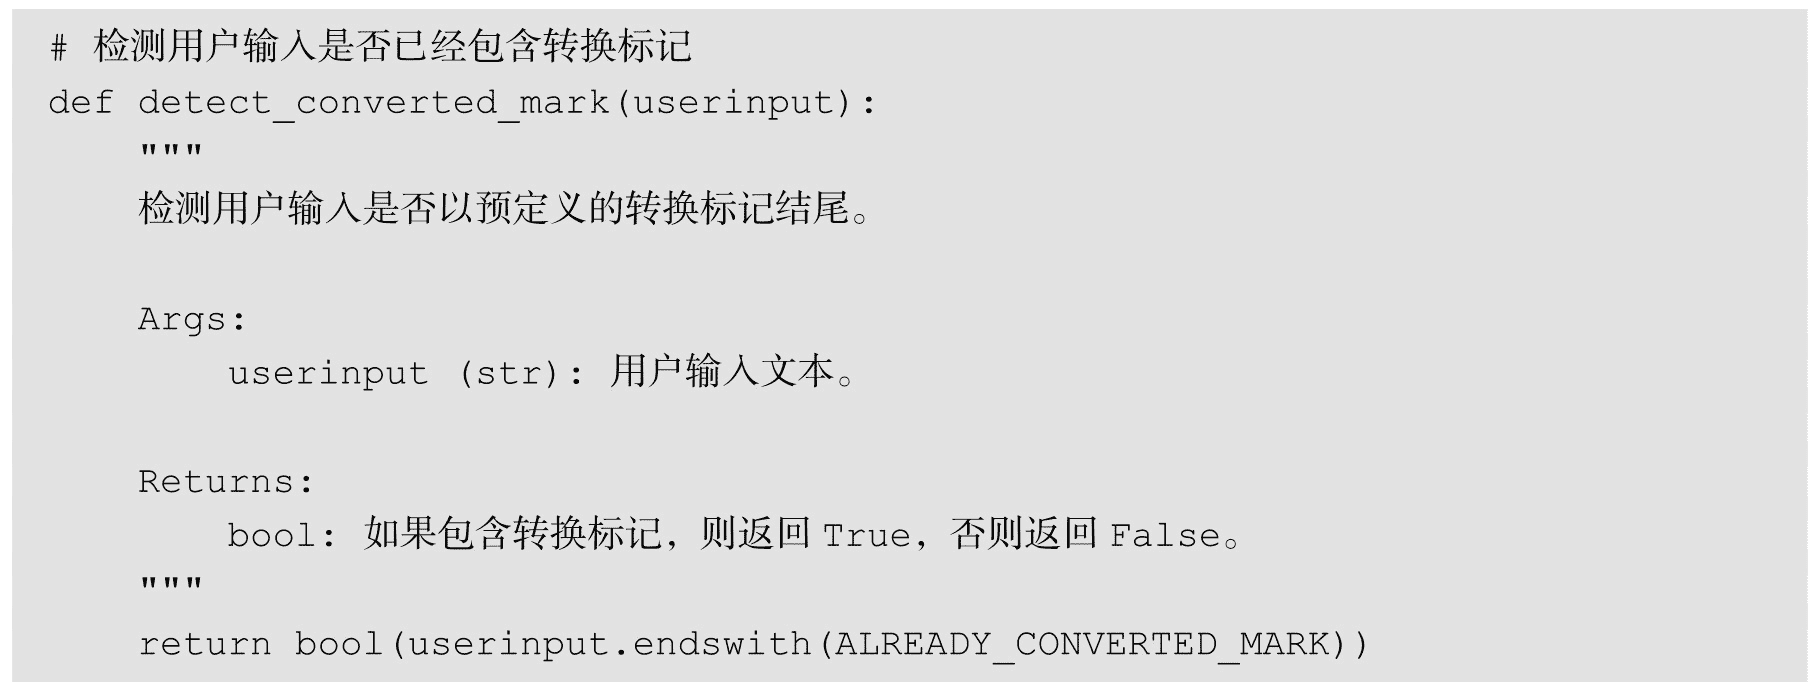 # 检测用户输入是否已经包含转换标记
def detect_converted_mark(userinput):
    """
    检测用户输入是否以预定义的转换标记结尾。

    Args:
        userinput (str): 用户输入文本。

    Returns:
        bool: 如果包含转换标记，则返回 True，否则返回 False。
    """
    return bool(userinput.endswith(ALREADY_CONVERTED_MARK))